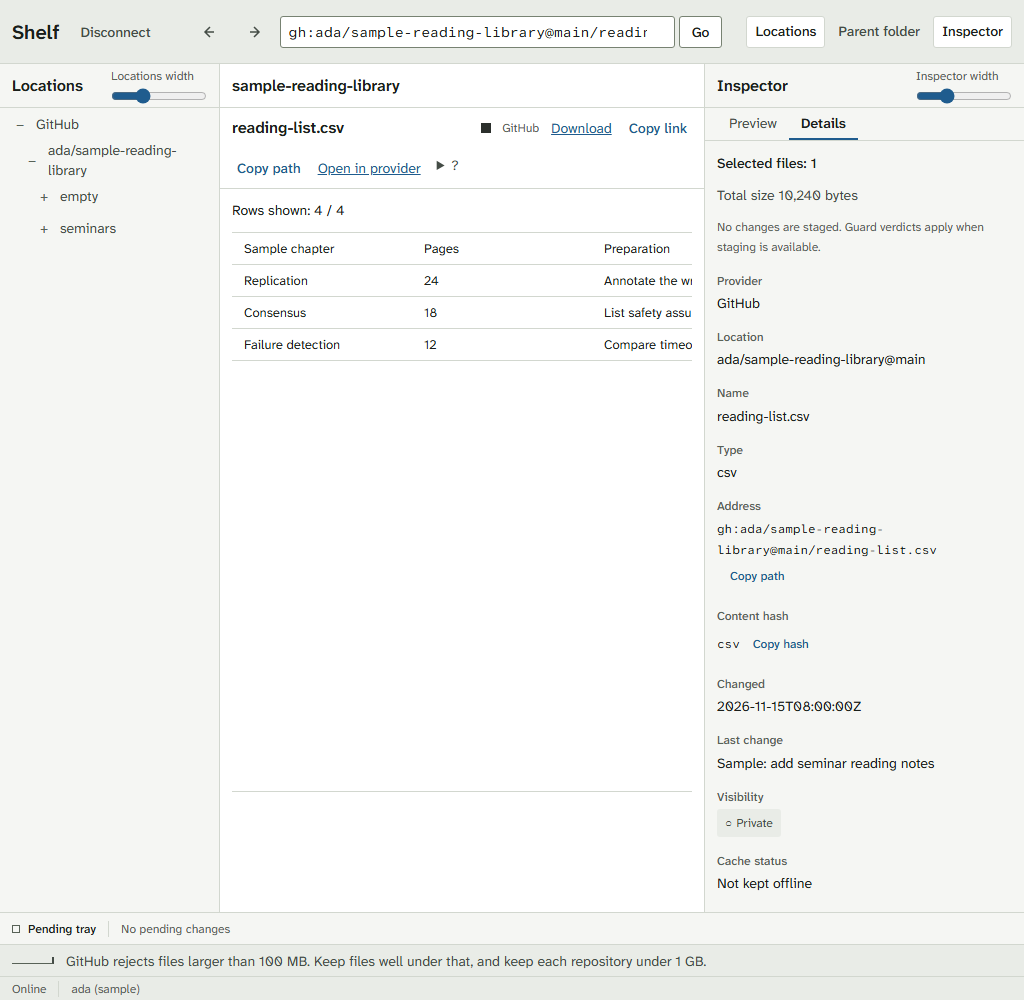 Shelf Disconnect ← → gh:ada/sample-reading-library@main/readin Go Locations Parent folder Inspector
Locations Locations width
− GitHub
− ada/sample-reading-
library
+ empty
+ seminars
sample-reading-library
reading-list.csv GitHub Download Copy link
Copy path Open in provider ▶ ?
Rows shown: 4 / 4
Sample chapter Pages Preparation
Replication 24 Annotate the wr
Consensus 18 List safety assu
Failure detection 12 Compare timeo
Inspector Inspector width
Preview Details
Selected files: 1
Total size 10,240 bytes
No changes are staged. Guard verdicts apply when
staging is available.
Provider
GitHub
Location
ada/sample-reading-library@main
Name
reading-list.csv
Type
csv
Address
gh:ada/sample-reading-
library@main/reading-list.csv
Copy path
Content hash
csv Copy hash
Changed
2026-11-15T08:00:00Z
Last change
Sample: add seminar reading notes
Visibility
○ Private
Cache status
Not kept offline
Pending tray No pending changes
GitHub rejects files larger than 100 MB. Keep files well under that, and keep each repository under 1 GB.
Online ada (sample)